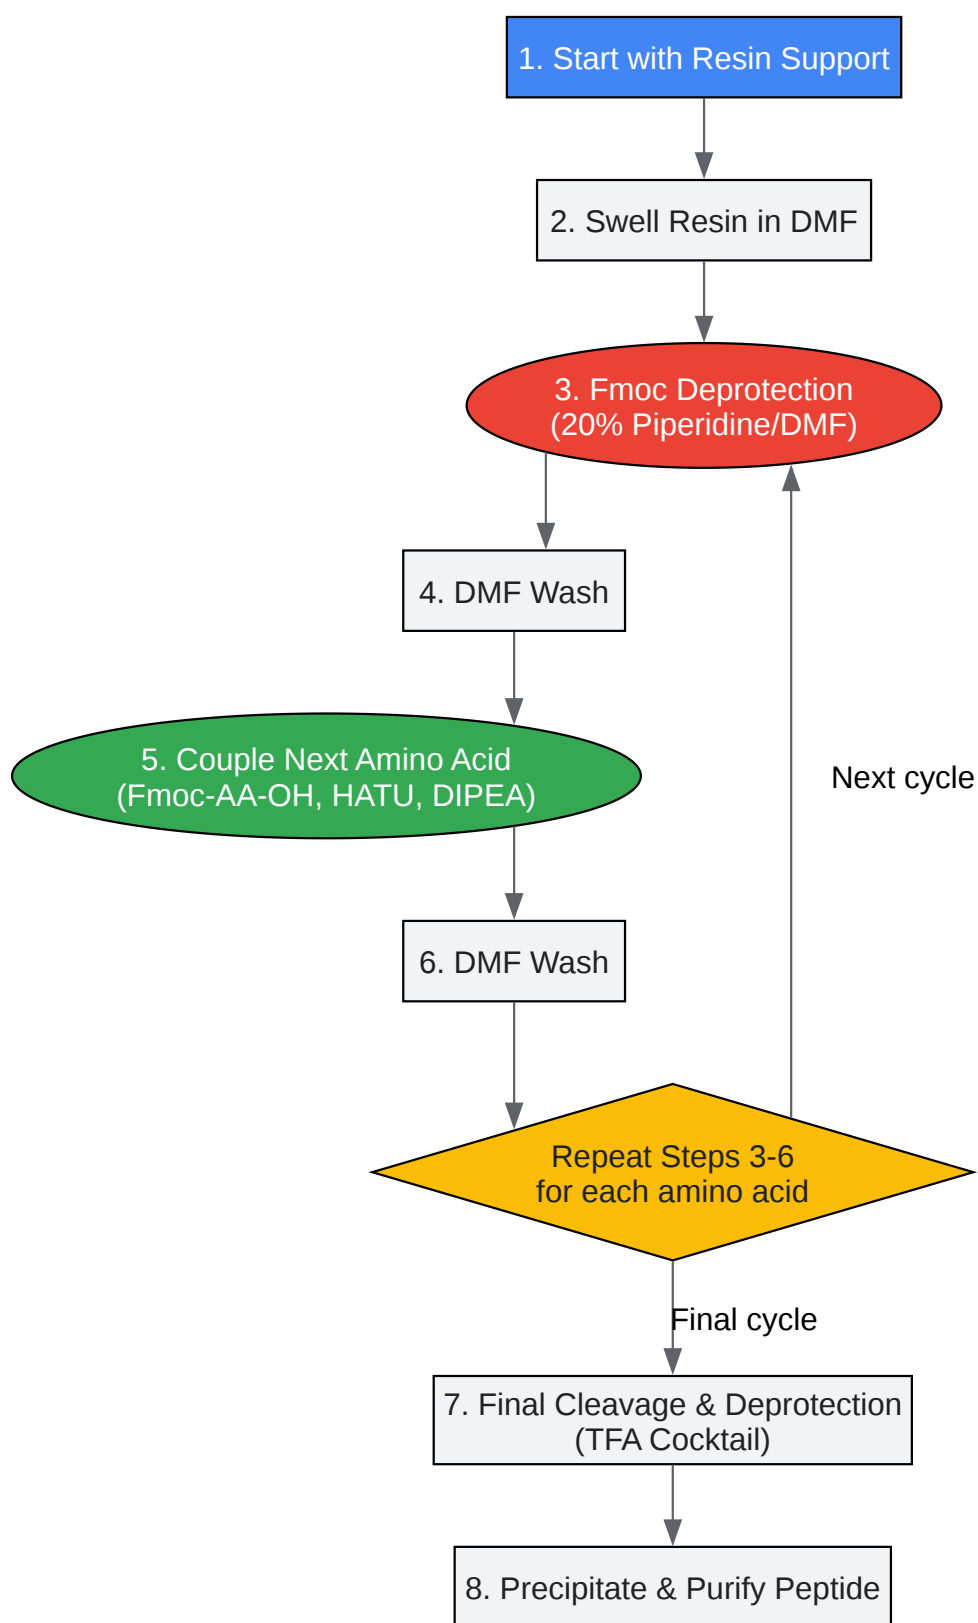 1. Start with Resin Support
2. Swell Resin in DMF
3. Fmoc Deprotection
(20% Piperidine/DMF)
4. DMF Wash
5. Couple Next Amino Acid
(Fmoc-AA-OH, HATU, DIPEA)
Next cycle
6. DMF Wash
Repeat Steps 3-6
for each amino acid
Final cycle
7. Final Cleavage & Deprotection
(TFA Cocktail)
8. Precipitate & Purify Peptide